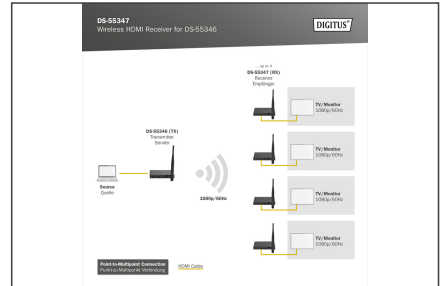 DS-55347
Wireless HDMI Receiver for DS-55346
DIGITUS®
... up to 4
DS-55347 (RX)
Receiver
Empfänger
TV/Monitor
1080p/60Hz
DS-55346 (TX)
Transmitter
Sender
TV/Monitor
1080p/60Hz
Source
Quelle
1080p/60Hz
TV/Monitor
1080p/60Hz
TV/Monitor
1080p/60Hz
Point-to-Multipoint Connection
Punkt-zu-Multipunkt Verbindung
HDMI Cable